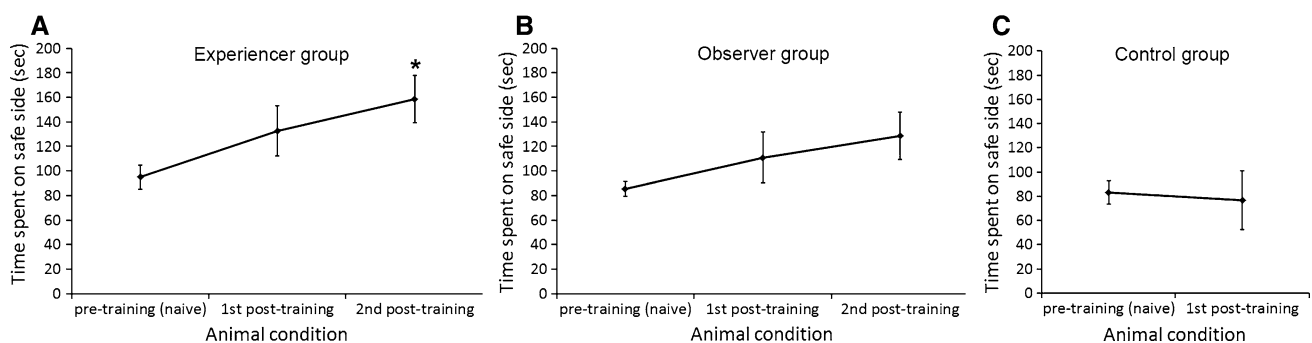 A
Experiencer group
*
Time spent on safe side (sec)
200
180
160
140
120
100
80
60
40
20
0
pre-training (naive) 1st post-training 2nd post-training
Animal condition
B
Observer group
Time spent on safe side (sec)
200
180
160
140
120
100
80
60
40
20
0
pre-training (naive) 1st post-training 2nd post-training
Animal condition
C
Control group
Time spent on safe side (sec)
200
180
160
140
120
100
80
60
40
20
0
pre-training (naive) 1st post-training
Animal condition